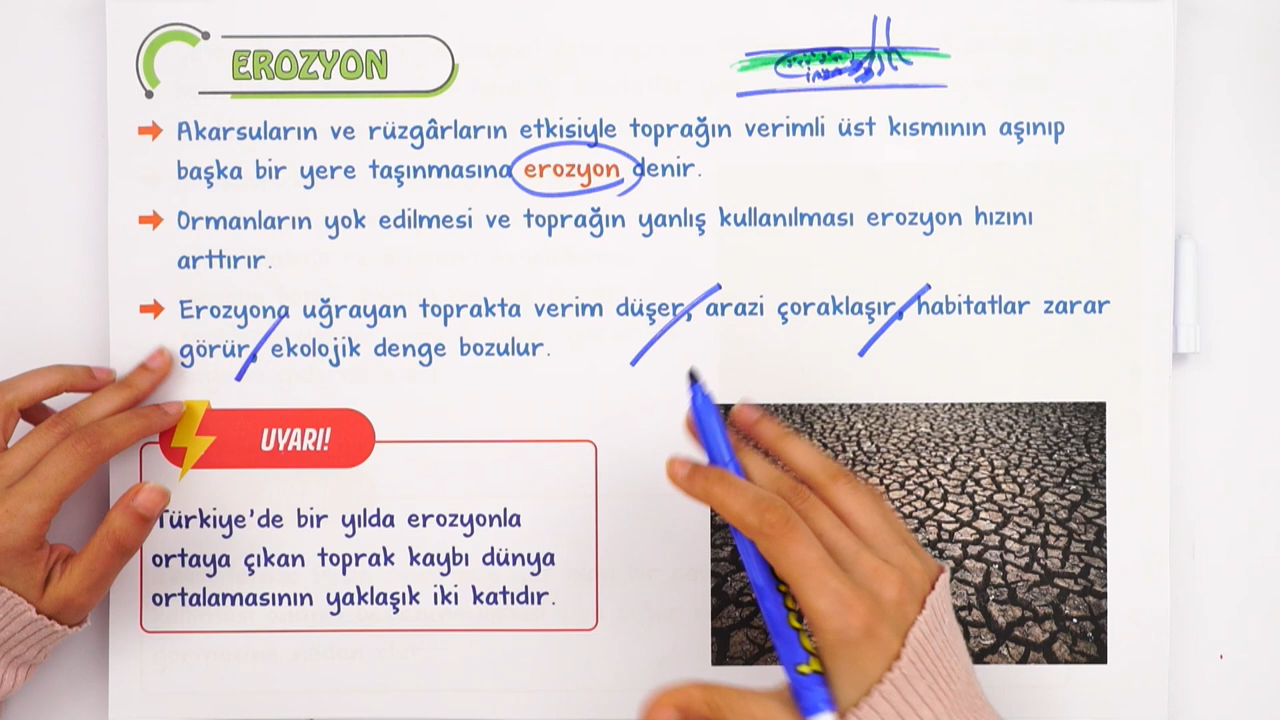 EROZYON
Akarsuların ve rüzgârların etkisiyle toprağın verimli üst kısmının aşınıp
başka bir yere taşınmasına erozyon denir.
Ormanların yok edilmesi ve toprağın yanlış kullanılması erozyon hızını
arttırır.
Erozyona uğrayan toprakta verim düşer, arazi çoraklaşır, habitatlar zarar
görür, ekolojik denge bozulur.
UYARI!
Türkiye'de bir yılda erozyonla
ortaya çıkan toprak kaybı dünya
ortalamasının yaklaşık iki katıdır.